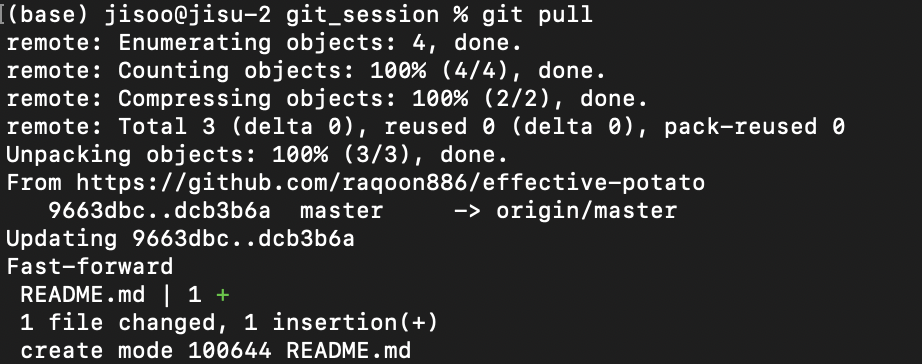 (base) jisoo@jisu-2 git_session % git pull
remote: Enumerating objects: 4, done.
remote: Counting objects: 100% (4/4), done.
remote: Compressing objects: 100% (2/2), done.
remote: Total 3 (delta 0), reused 0 (delta 0), pack-reused 0
Unpacking objects: 100% (3/3), done.
From https://github.com/raqoon886/effective-potato
   9663dbc..dcb3b6a  master     -> origin/master
Updating 9663dbc..dcb3b6a
Fast-forward
 README.md | 1 +
 1 file changed, 1 insertion(+)
 create mode 100644 README.md